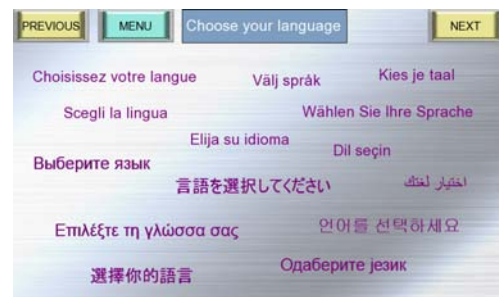 PREVIOUS MENU Choose your language NEXT
Choisissez votre langue Välj språk Kies je taal
Scegli la lingua Wählen Sie Ihre Sprache
Elija su idioma Dil seçin
Выберите язык
言語を選択してください اختيار لغتك
Επιλέξτε τη γλώσσα σας 언어를 선택하세요
選擇你的語言 Одаберите језик